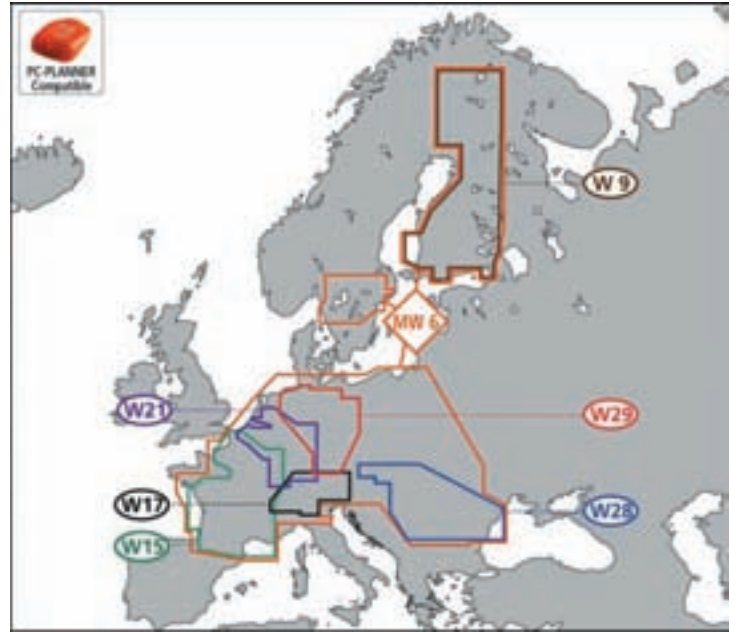 PC-PLANNER
Compatible
W 9
MW 6
W21
W29
W17
W28
W15